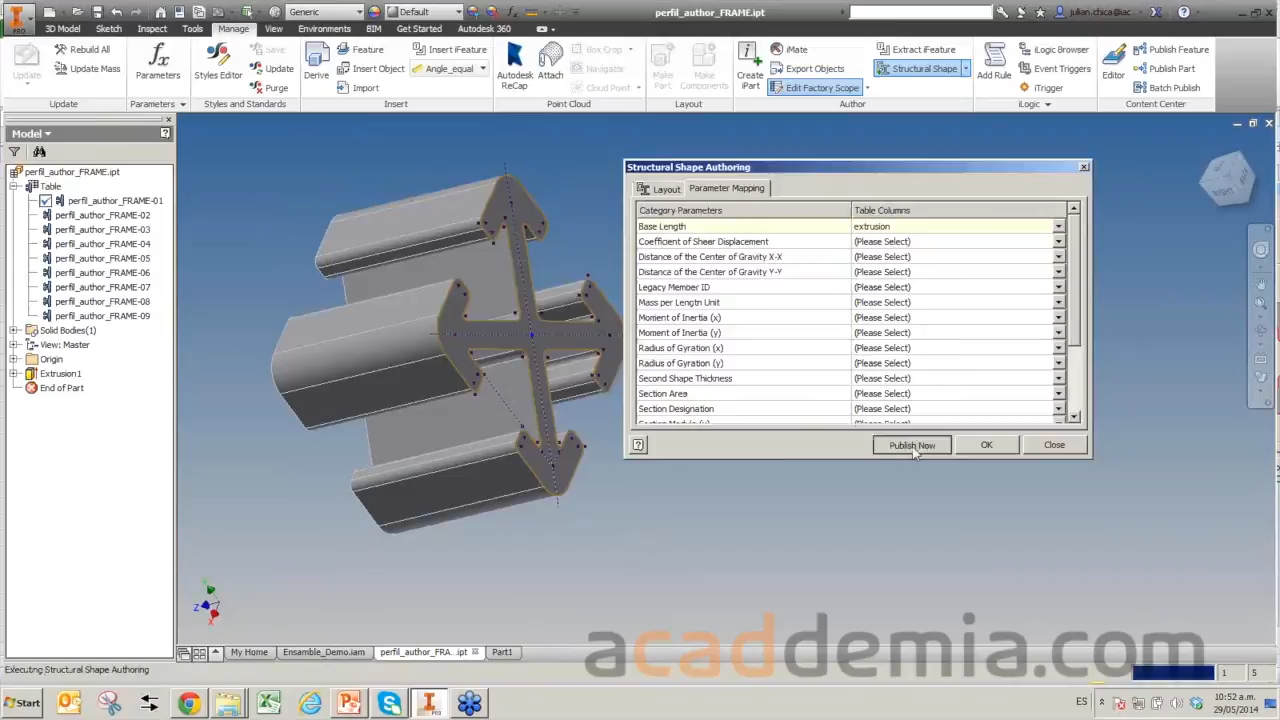 Generic
Default
perfil_author_FRAME.ipt
julian.chica@iac
PRO
3D Model
Sketch
Inspect
Tools
Manage
View
Environments
BIM
Get Started
Autodesk 360
Update
Rebuild All
Update Mass
Update
Parameters
Parameters
Styles Editor
Save
Update
Purge
Styles and Standards
Derive
Feature
Insert Object
Import
Insert iFeature
Angle_equal
Insert
Autodesk ReCap
Attach
Box Crop
Navigator
Cloud Point
Point Cloud
Make Part
Make Components
Layout
Create iPart
iMate
Export Objects
Edit Factory Scope
Extract iFeature
Structural Shape
Author
Add Rule
Logic Browser
Event Triggers
iTrigger
iLogic
Editor
Publish Feature
Publish Part
Batch Publish
Content Center
Model
perfil_author_FRAME.ipt
Table
perfil_author_FRAME-01
perfil_author_FRAME-02
perfil_author_FRAME-03
perfil_author_FRAME-04
perfil_author_FRAME-05
perfil_author_FRAME-06
perfil_author_FRAME-07
perfil_author_FRAME-08
perfil_author_FRAME-09
Solid Bodies(1)
View: Master
Origin
Extrusion1
End of Part
Structural Shape Authoring
Layout
Parameter Mapping
Category Parameters
Table Columns
Base Length
extrusion
Coefficient of Shear Displacement
(Please Select)
Distance of the Center of Gravity X-X
(Please Select)
Distance of the Center of Gravity Y-Y
(Please Select)
Legacy Member ID
(Please Select)
Mass per Length Unit
(Please Select)
Moment of Inertia (x)
(Please Select)
Moment of Inertia (y)
(Please Select)
Radius of Gyration (x)
(Please Select)
Radius of Gyration (y)
(Please Select)
Second Shape Thickness
(Please Select)
Section Area
(Please Select)
Section Designation
(Please Select)
Publish Now
OK
Close
Z
X
acaddemia.com
My Home
Ensamble_Demo.iam
perfil_author_FRA...ipt
Part1
Executing Structural Shape Authoring
1
5
Start
ES
10:52 a.m.
29/05/2014